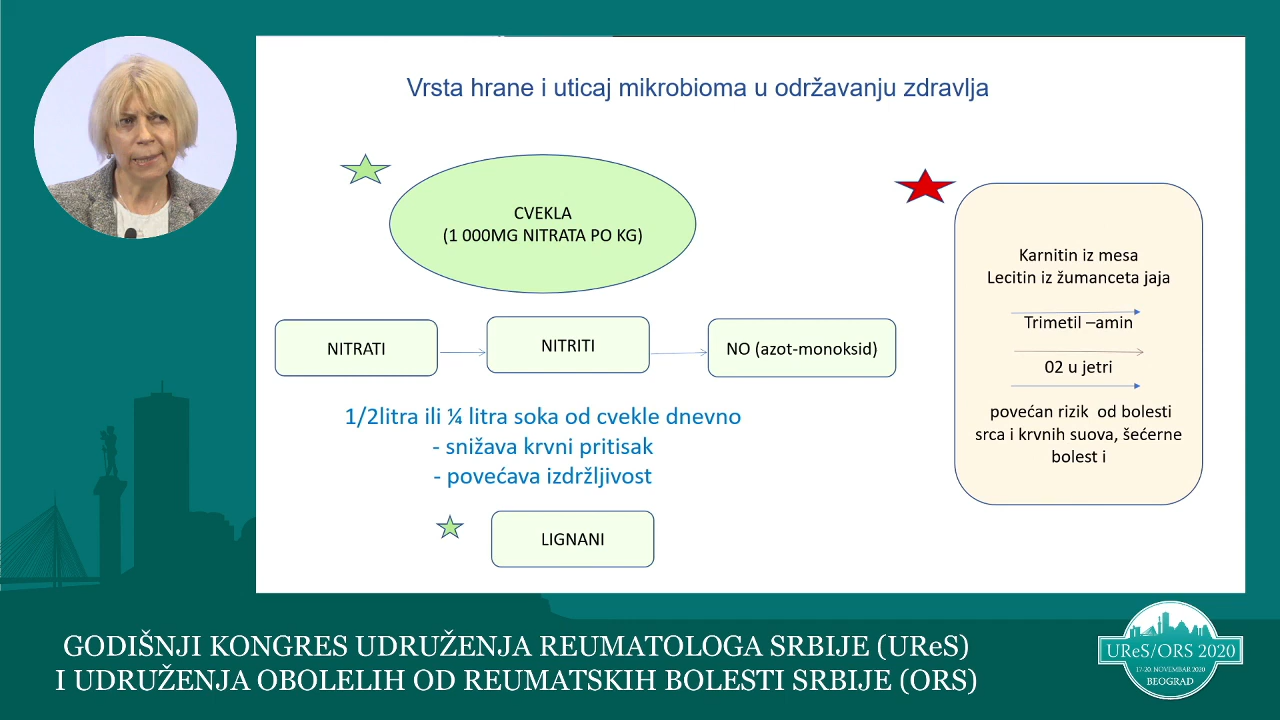 Vrsta hrane i uticaj mikrobioma u održavanju zdravlja
CVEKLA
(1 000MG NITRATA PO KG)
NITRATI
NITRITI
NO (azot-monoksid)
1/2litra ili ¼ litra soka od cvekle dnevno
- snižava krvni pritisak
- povećava izdržljivost
LIGNANI
Karnitin iz mesa
Lecitin iz žumanceta jaja
Trimetil –amin
02 u jetri
povećan rizik od bolesti
srca i krvnih suova, šećerne
bolest i
GODIŠNJI KONGRES UDRUŽENJA REUMATOLOGA SRBIJE (UReS)
I UDRUŽENJA OBOLELIH OD REUMATSKIH BOLESTI SRBIJE (ORS)
UReS/ORS 2020
17-20. NOVEMBAR 2020
BEOGRAD